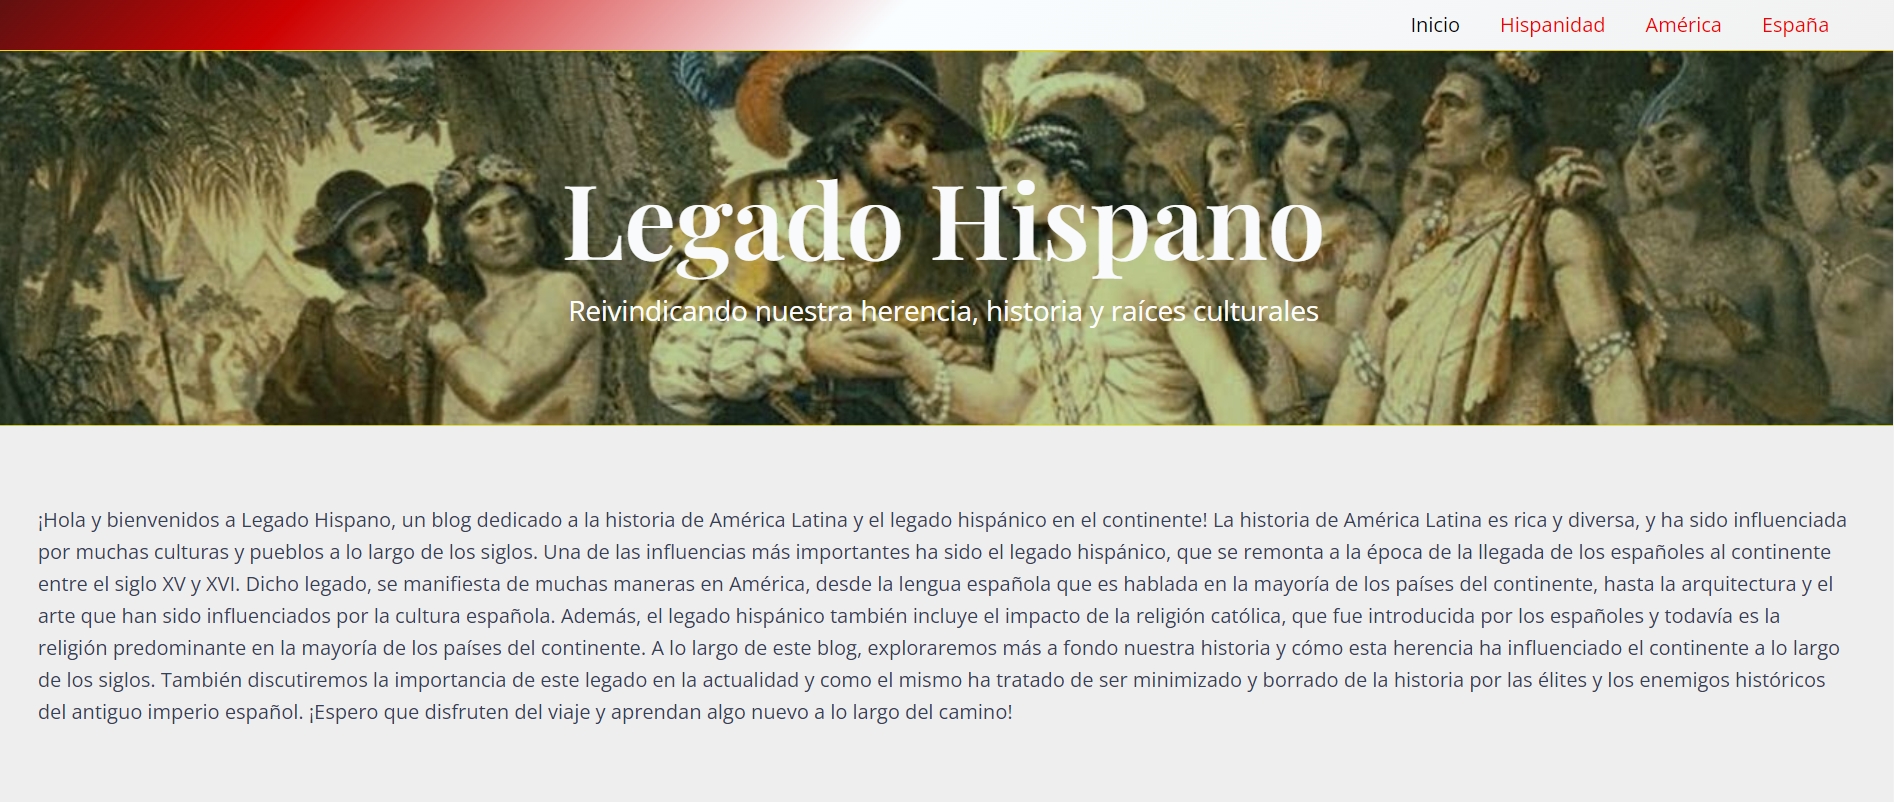 Inicio Hispanidad América España
Legado Hispano
Reivindicando nuestra herencia, historia y raíces culturales
¡Hola y bienvenidos a Legado Hispano, un blog dedicado a la historia de América Latina y el legado hispánico en el continente! La historia de América Latina es rica y diversa, y ha sido influenciada
por muchas culturas y pueblos a lo largo de los siglos. Una de las influencias más importantes ha sido el legado hispánico, que se remonta a la época de la llegada de los españoles al continente
entre el siglo XV y XVI. Dicho legado, se manifiesta de muchas maneras en América, desde la lengua española que es hablada en la mayoría de los países del continente, hasta la arquitectura y el
arte que han sido influenciados por la cultura española. Además, el legado hispánico también incluye el impacto de la religión católica, que fue introducida por los españoles y todavía es la
religión predominante en la mayoría de los países del continente. A lo largo de este blog, exploraremos más a fondo nuestra historia y cómo esta herencia ha influenciado el continente a lo largo
de los siglos. También discutiremos la importancia de este legado en la actualidad y como el mismo ha tratado de ser minimizado y borrado de la historia por las élites y los enemigos históricos
del antiguo imperio español. ¡Espero que disfruten del viaje y aprendan algo nuevo a lo largo del camino!